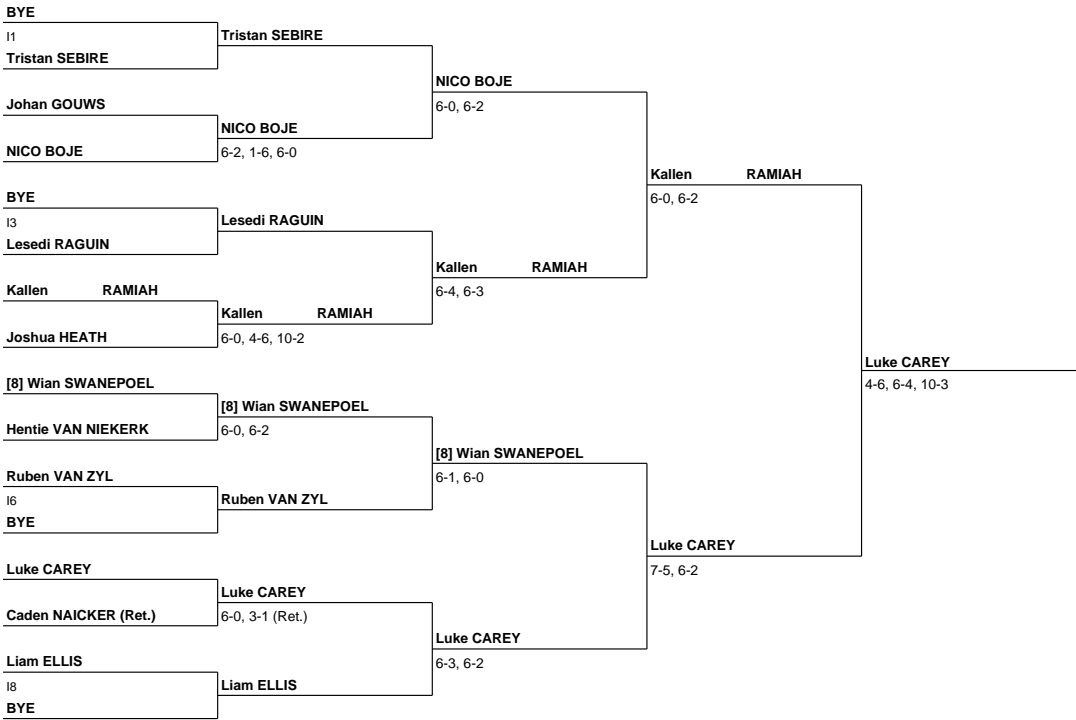 BYE
I1
Tristan SEBIRE
Tristan SEBIRE
Johan GOUWS
NICO BOJE
NICO BOJE
6-2, 1-6, 6-0
NICO BOJE
6-0, 6-2
BYE
I3
Lesedi RAGUIN
Lesedi RAGUIN
Kallen RAMIAH
Joshua HEATH
Kallen RAMIAH
6-0, 4-6, 10-2
Kallen RAMIAH
6-4, 6-3
Kallen RAMIAH
6-0, 6-2
[8] Wian SWANEPOEL
Hentie VAN NIEKERK
[8] Wian SWANEPOEL
6-0, 6-2
Ruben VAN ZYL
I6
BYE
Ruben VAN ZYL
[8] Wian SWANEPOEL
6-1, 6-0
Luke CAREY
Caden NAICKER (Ret.)
Luke CAREY
6-0, 3-1 (Ret.)
Liam ELLIS
I8
BYE
Liam ELLIS
Luke CAREY
6-3, 6-2
Luke CAREY
7-5, 6-2
Luke CAREY
4-6, 6-4, 10-3